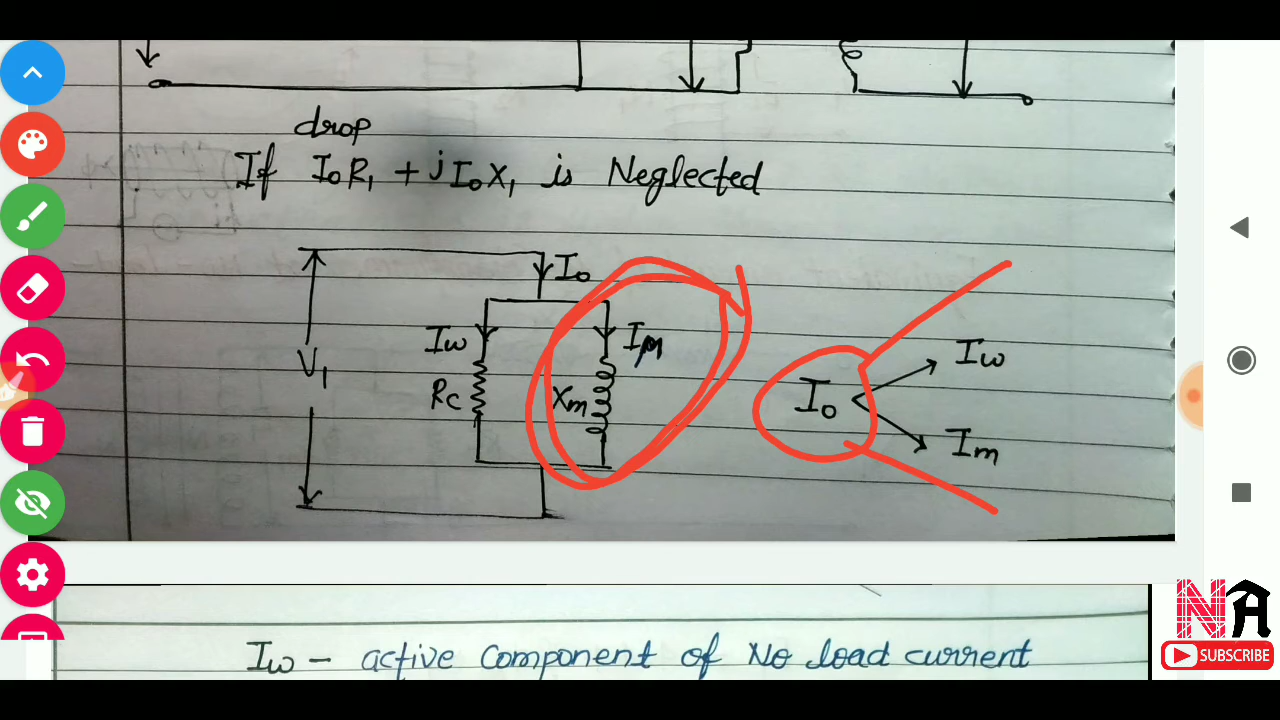 drop
If I₀R₁ + jI₀X₁ is Neglected
I₀
Iw
Im
V₁
Rc
Xm
I₀
Iw
Im
Iw - active component of No load current
NA
SUBSCRIBE